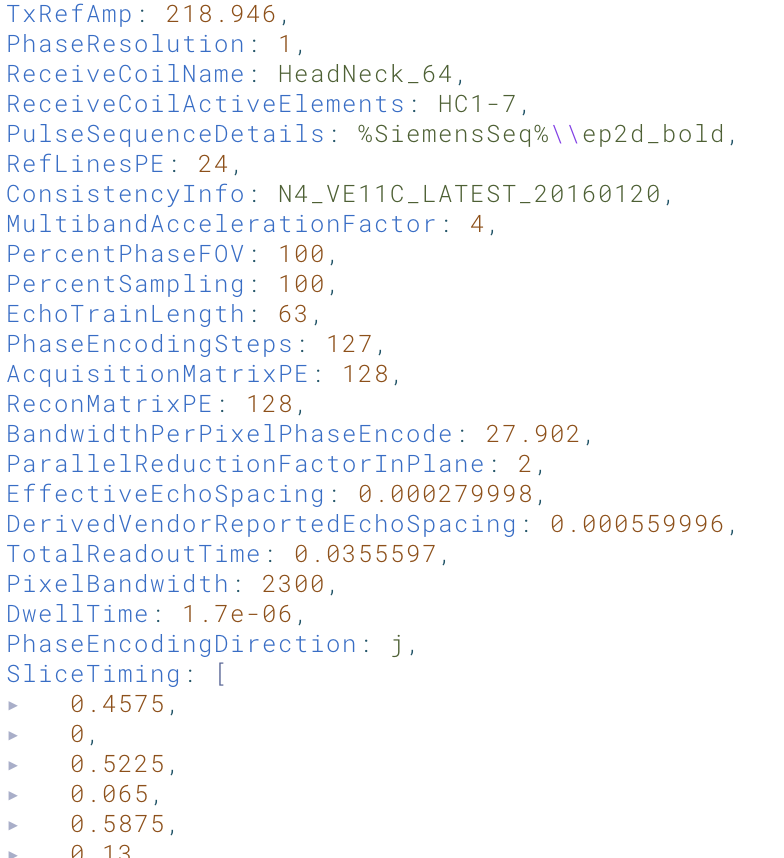 TxRefAmp: 218.946,
PhaseResolution: 1,
ReceiveCoilName: HeadNeck_64,
ReceiveCoilActiveElements: HC1-7,
PulseSequenceDetails: %SiemensSeq%\\ep2d_bold,
RefLinesPE: 24,
ConsistencyInfo: N4_VE11C_LATEST_20160120,
MultibandAccelerationFactor: 4,
PercentPhaseFOV: 100,
PercentSampling: 100,
EchoTrainLength: 63,
PhaseEncodingSteps: 127,
AcquisitionMatrixPE: 128,
ReconMatrixPE: 128,
BandwidthPerPixelPhaseEncode: 27.902,
ParallelReductionFactorInPlane: 2,
EffectiveEchoSpacing: 0.000279998,
DerivedVendorReportedEchoSpacing: 0.000559996,
TotalReadoutTime: 0.0355597,
PixelBandwidth: 2300,
DwellTime: 1.7e-06,
PhaseEncodingDirection: j,
SliceTiming: [
▸ 0.4575,
▸ 0,
▸ 0.5225,
▸ 0.065,
▸ 0.5875,
▸ 0.13